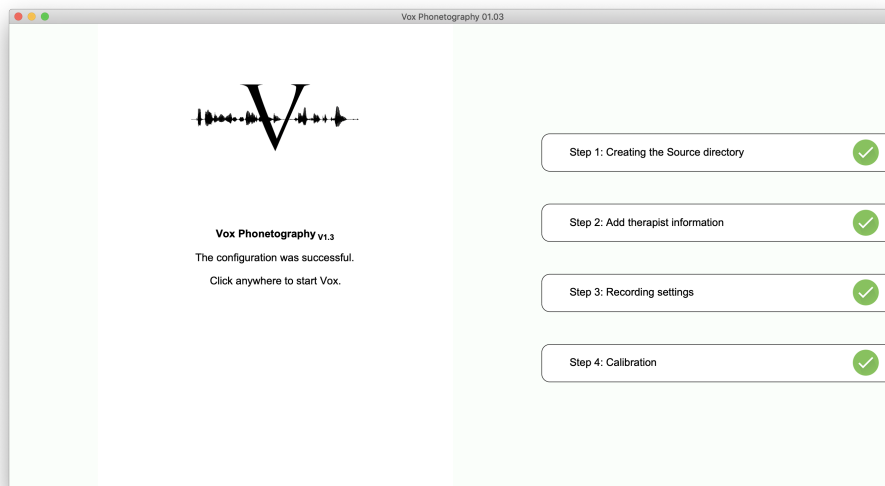 Vox Phonetography 01.03
V
Vox Phonetography V1.3
The configuration was successful.
Click anywhere to start Vox.
Step 1: Creating the Source directory
Step 2: Add therapist information
Step 3: Recording settings
Step 4: Calibration